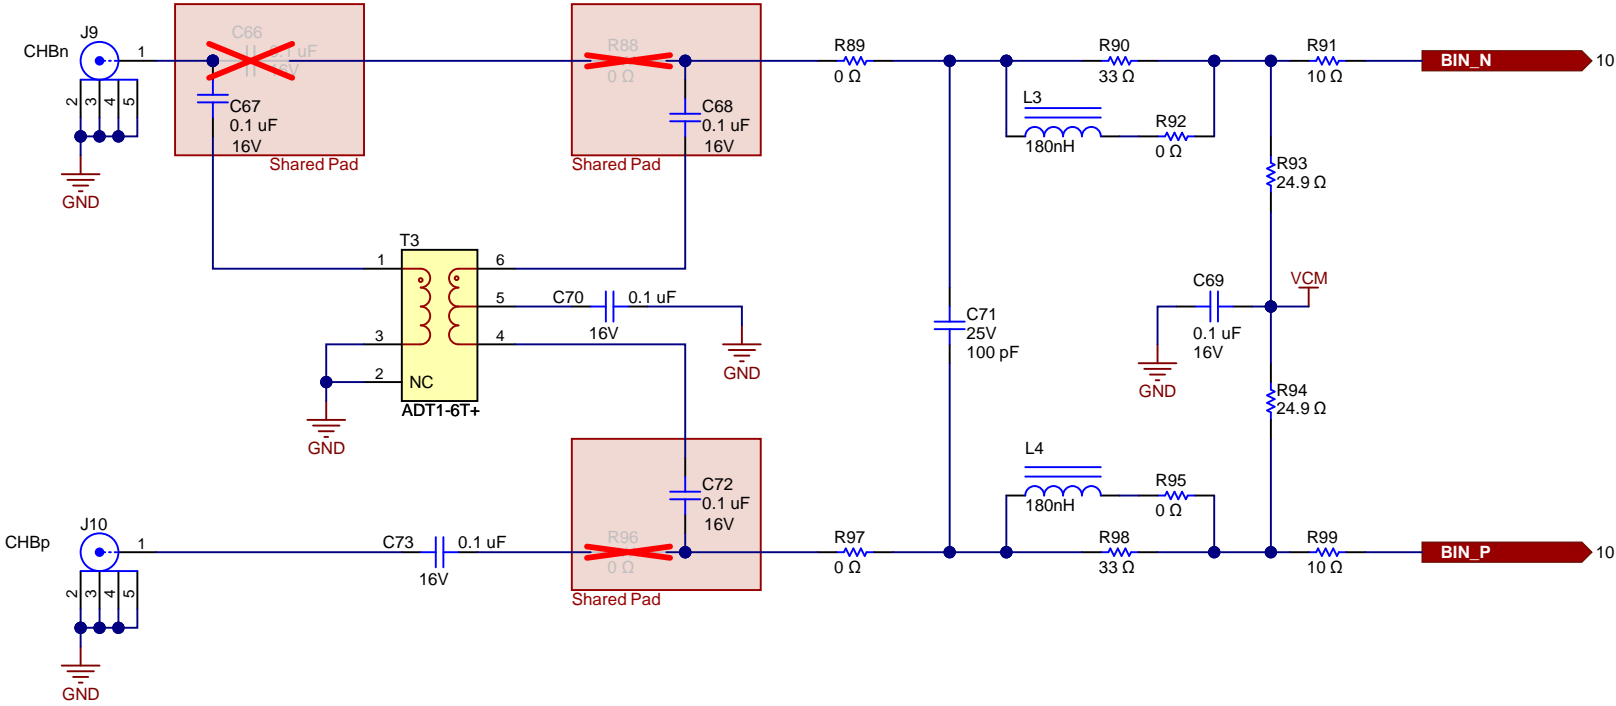 J9
CHBn
1
2
3
4
5
GND
C66
0.1 uF
16V
C67
0.1 uF
16V
Shared Pad
R88
0 Ω
C68
0.1 uF
16V
Shared Pad
R89
0 Ω
R90
33 Ω
L3
180nH
R92
0 Ω
R91
10 Ω
BIN_N
10
R93
24.9 Ω
T3
1
6
5
3
4
2
NC
ADT1-6T+
GND
C70
0.1 uF
16V
GND
C71
25V
100 pF
C69
0.1 uF
16V
GND
VCM
R94
24.9 Ω
C72
0.1 uF
16V
R96
0 Ω
Shared Pad
J10
CHBp
1
2
3
4
5
GND
C73
0.1 uF
16V
R97
0 Ω
L4
180nH
R95
0 Ω
R98
33 Ω
R99
10 Ω
BIN_P
10